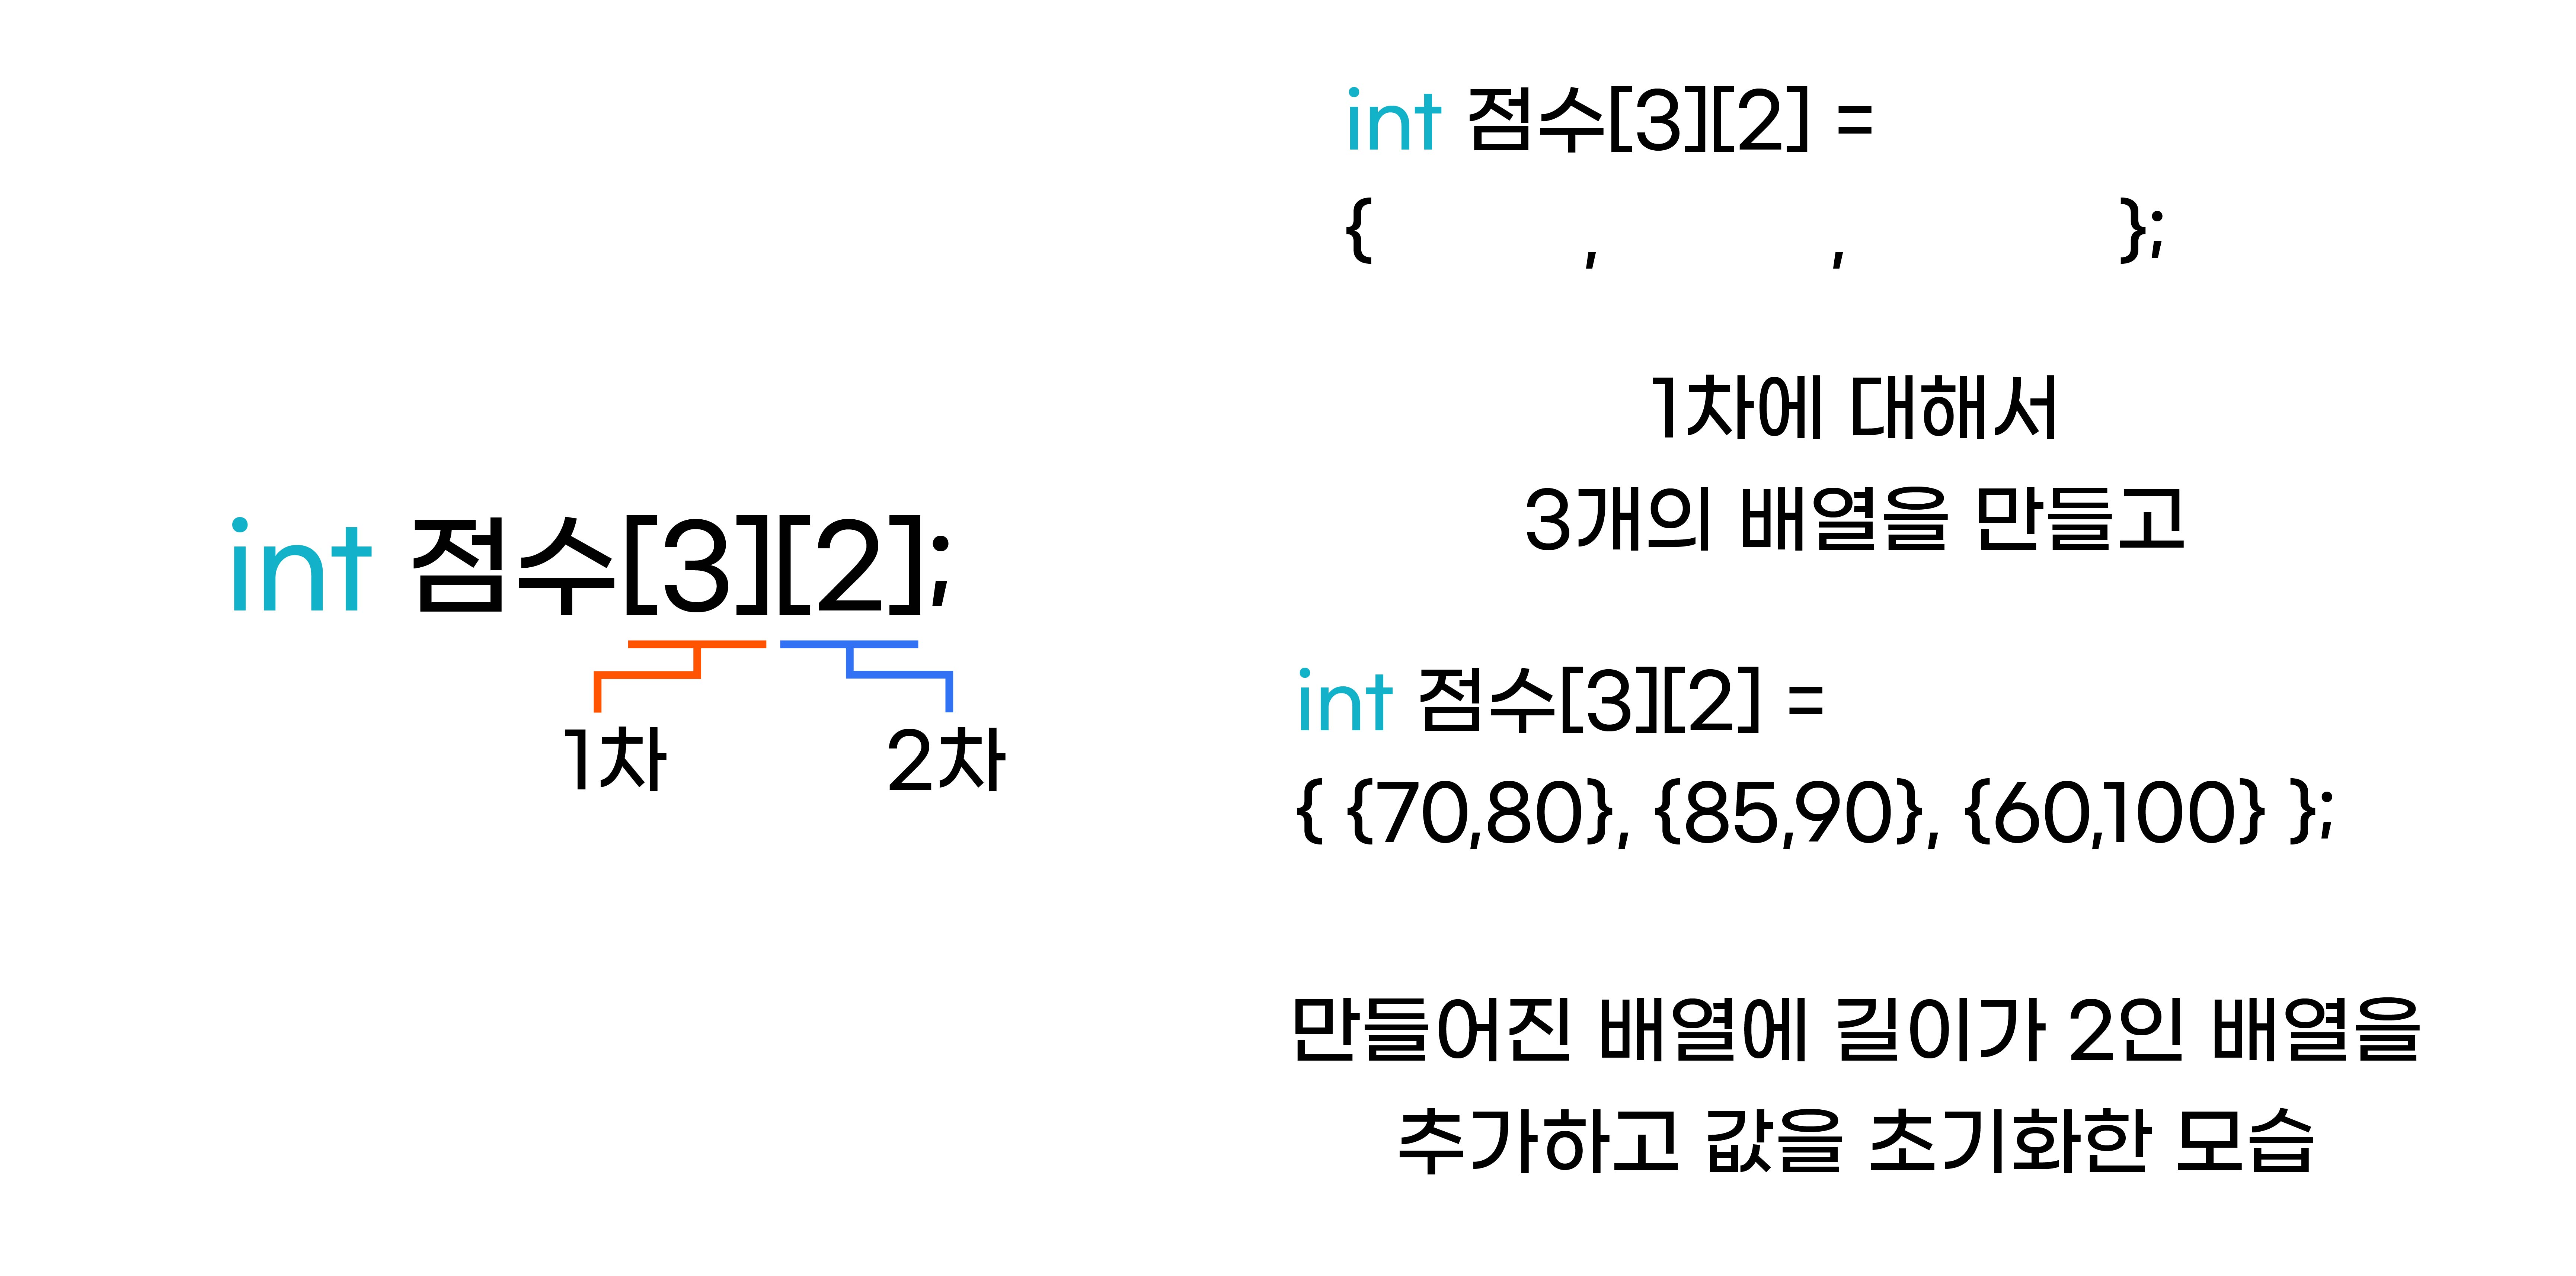 int 점수[3][2];
1차
2차
int 점수[3][2] =
{ , , };
1차에 대해서
3개의 배열을 만들고
int 점수[3][2] =
{ {70,80}, {85,90}, {60,100} };
만들어진 배열에 길이가 2인 배열을
추가하고 값을 초기화한 모습